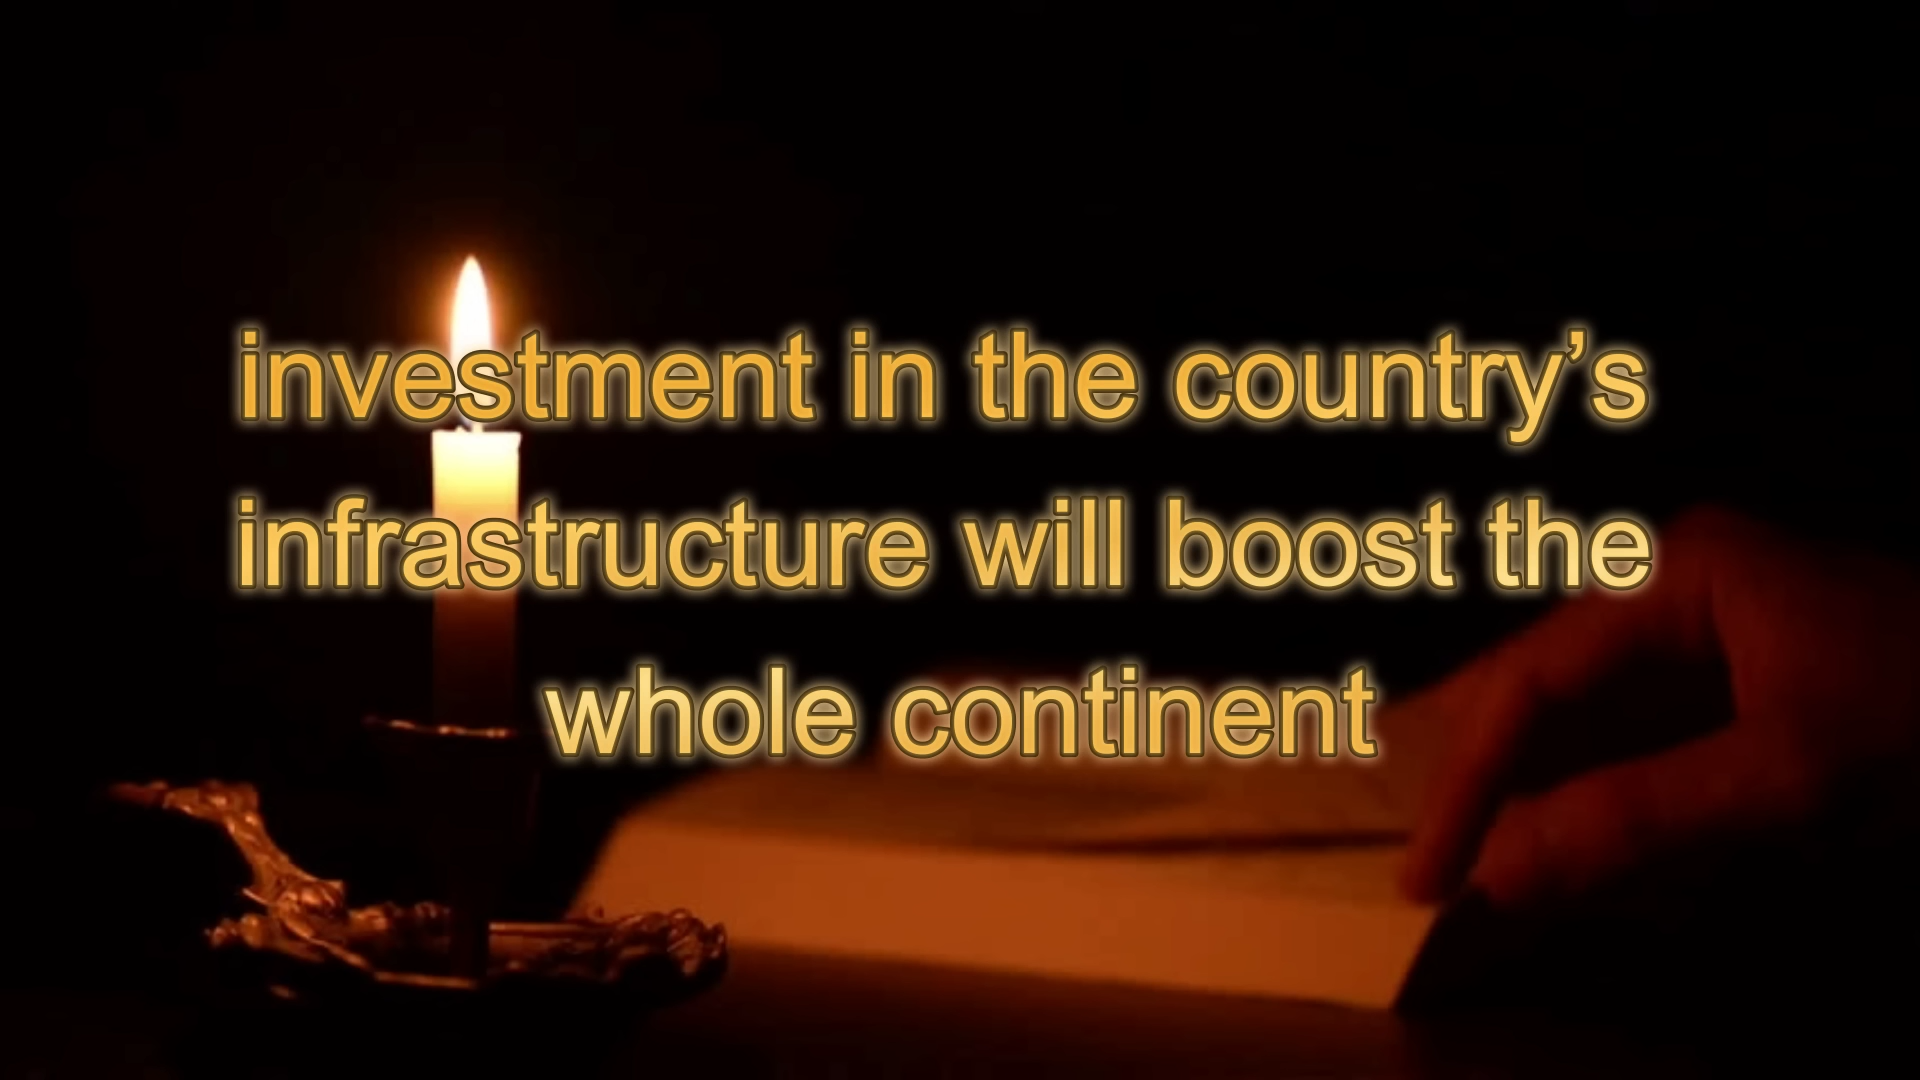 investment in the country’s
infrastructure will boost the
whole continent